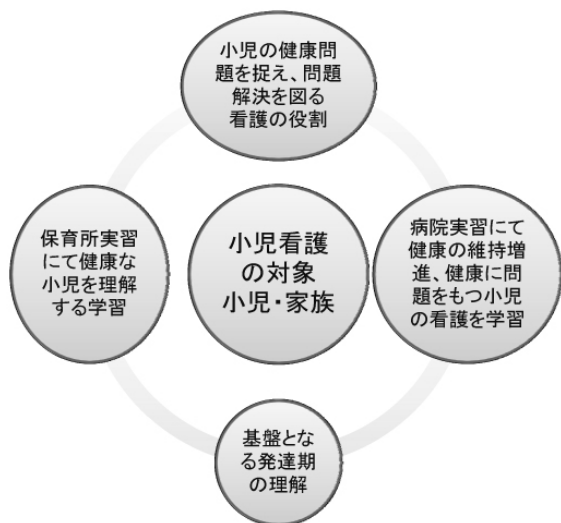 小児の健康問
題を捉え、問題
解決を図る
看護の役割
保育所実習
にて健康な
小児を理解
する学習
小児看護
の対象
小児・家族
病院実習にて
健康の維持増
進、健康に問
題をもつ小児
の看護を学習
基盤とな
る発達期
の理解